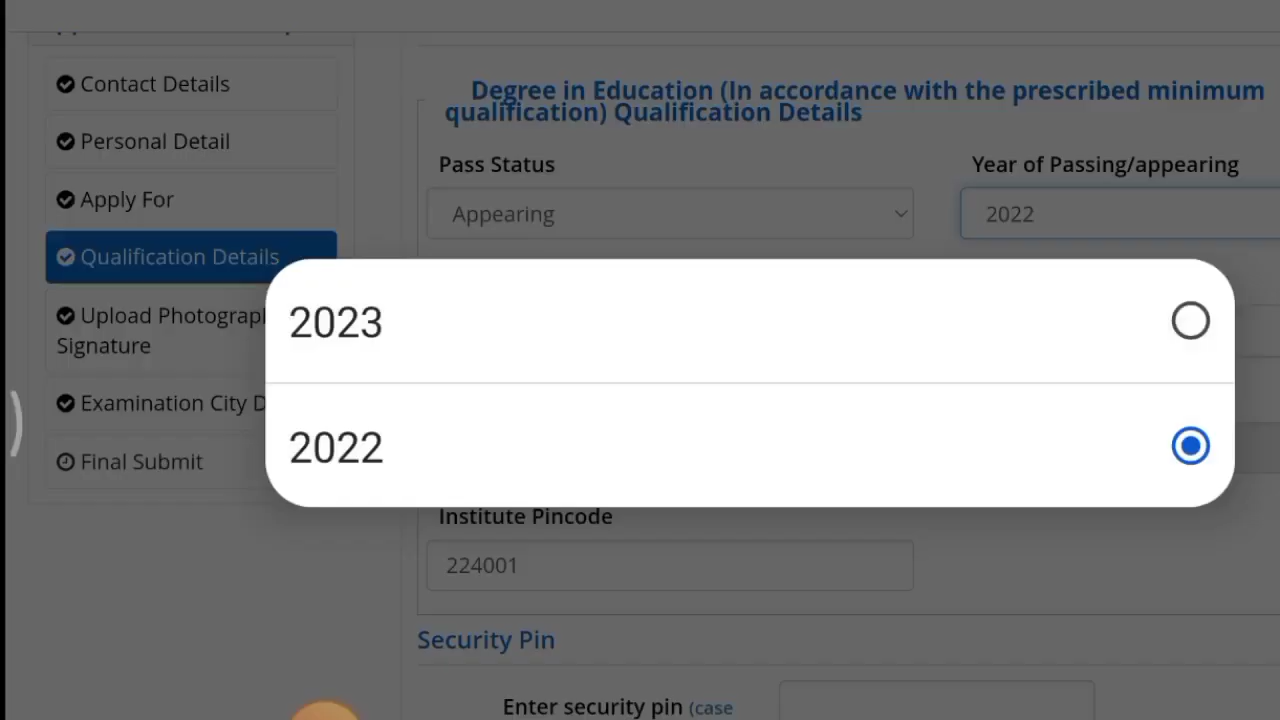 Contact Details
Personal Detail
Apply For
Qualification Details
Upload Photograp
Signature
Examination City D
Final Submit
Degree in Education (In accordance with the prescribed minimum
qualification) Qualification Details
Pass Status
Year of Passing/appearing
Appearing
2022
2023
2022
Institute Pincode
224001
Security Pin
Enter security pin (case